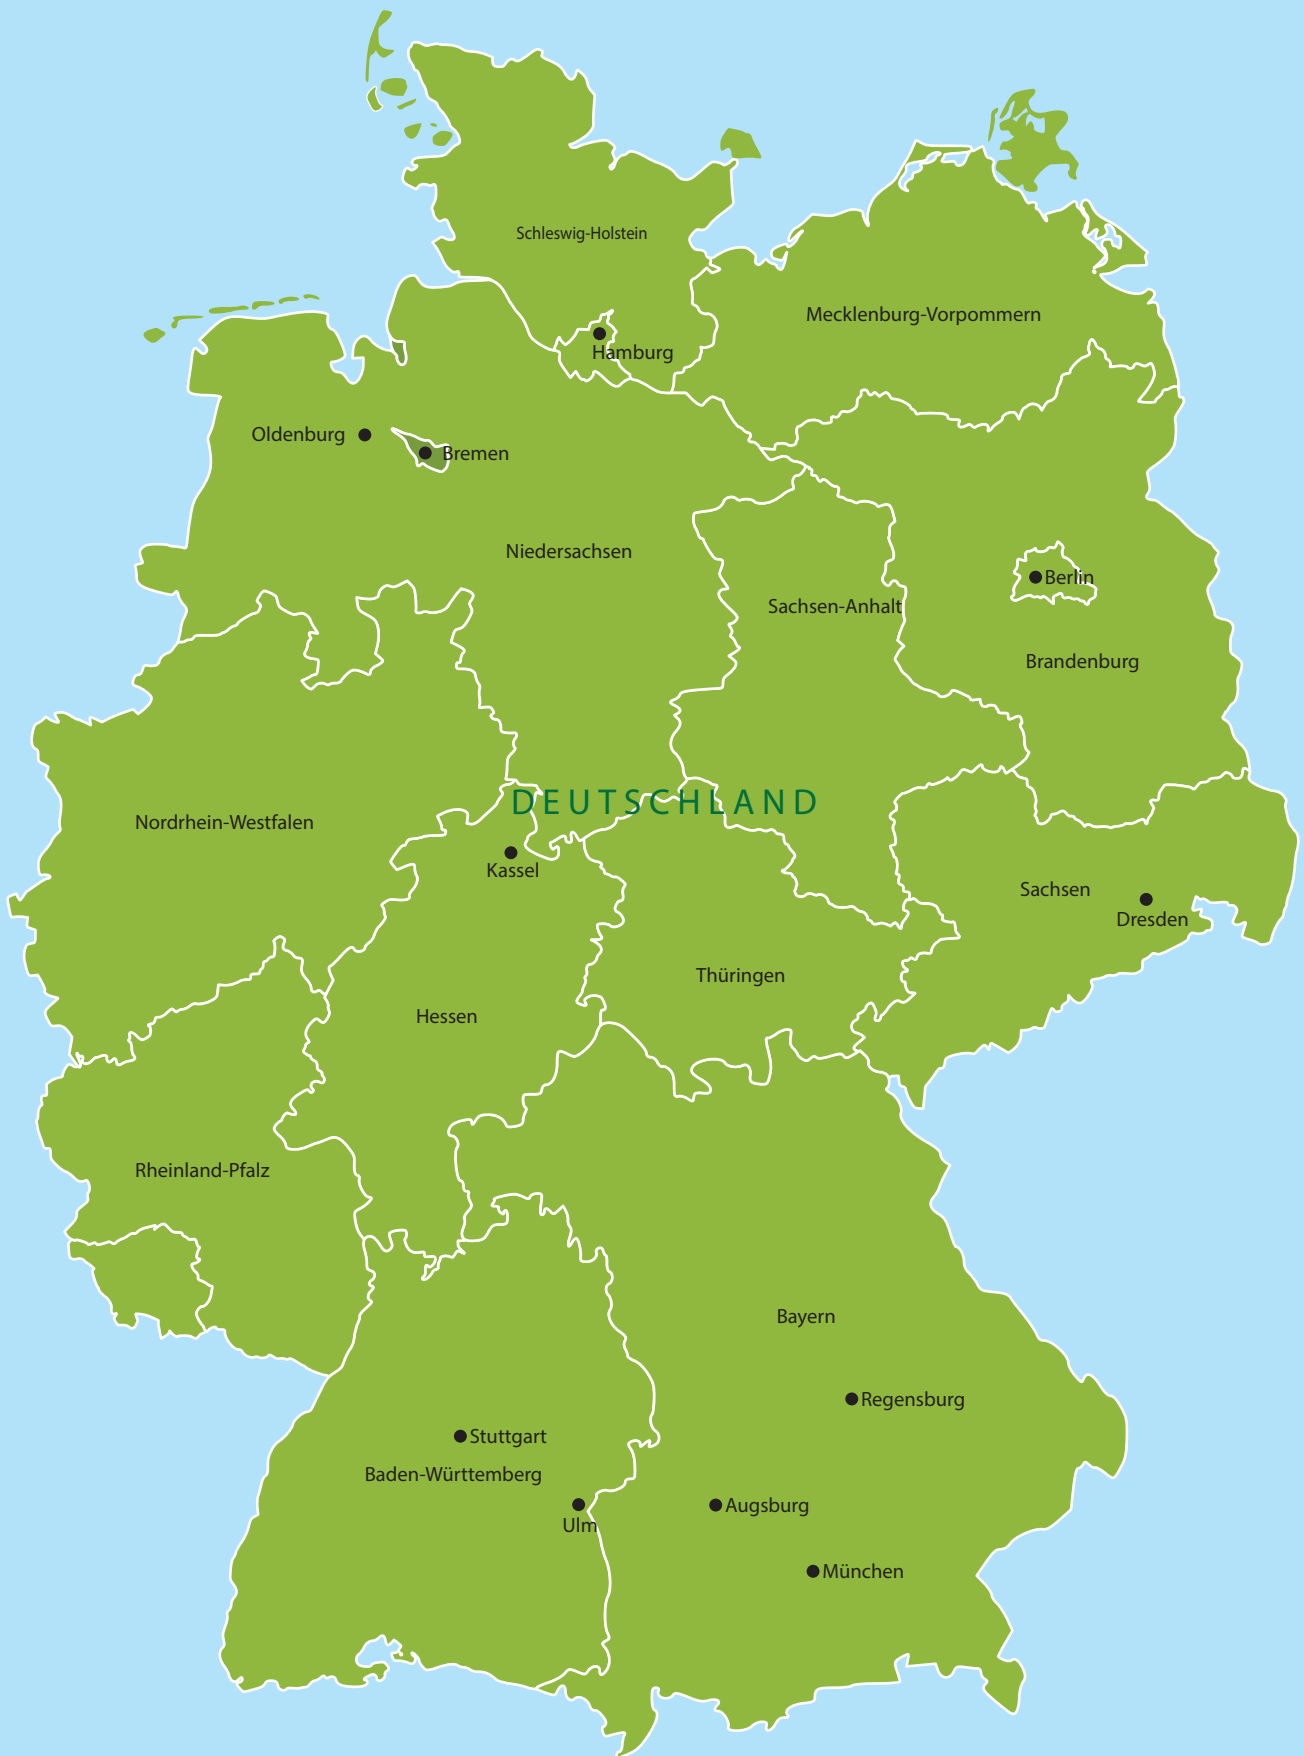 Schleswig-Holstein
Mecklenburg-Vorpommern
Hamburg
Oldenburg
Bremen
Niedersachsen
Berlin
Sachsen-Anhalt
Brandenburg
DEUTSCHLAND
Nordrhein-Westfalen
Kassel
Sachsen
Dresden
Thüringen
Hessen
Rheinland-Pfalz
Bayern
Regensburg
Stuttgart
Baden-Württemberg
Augsburg
Ulm
München